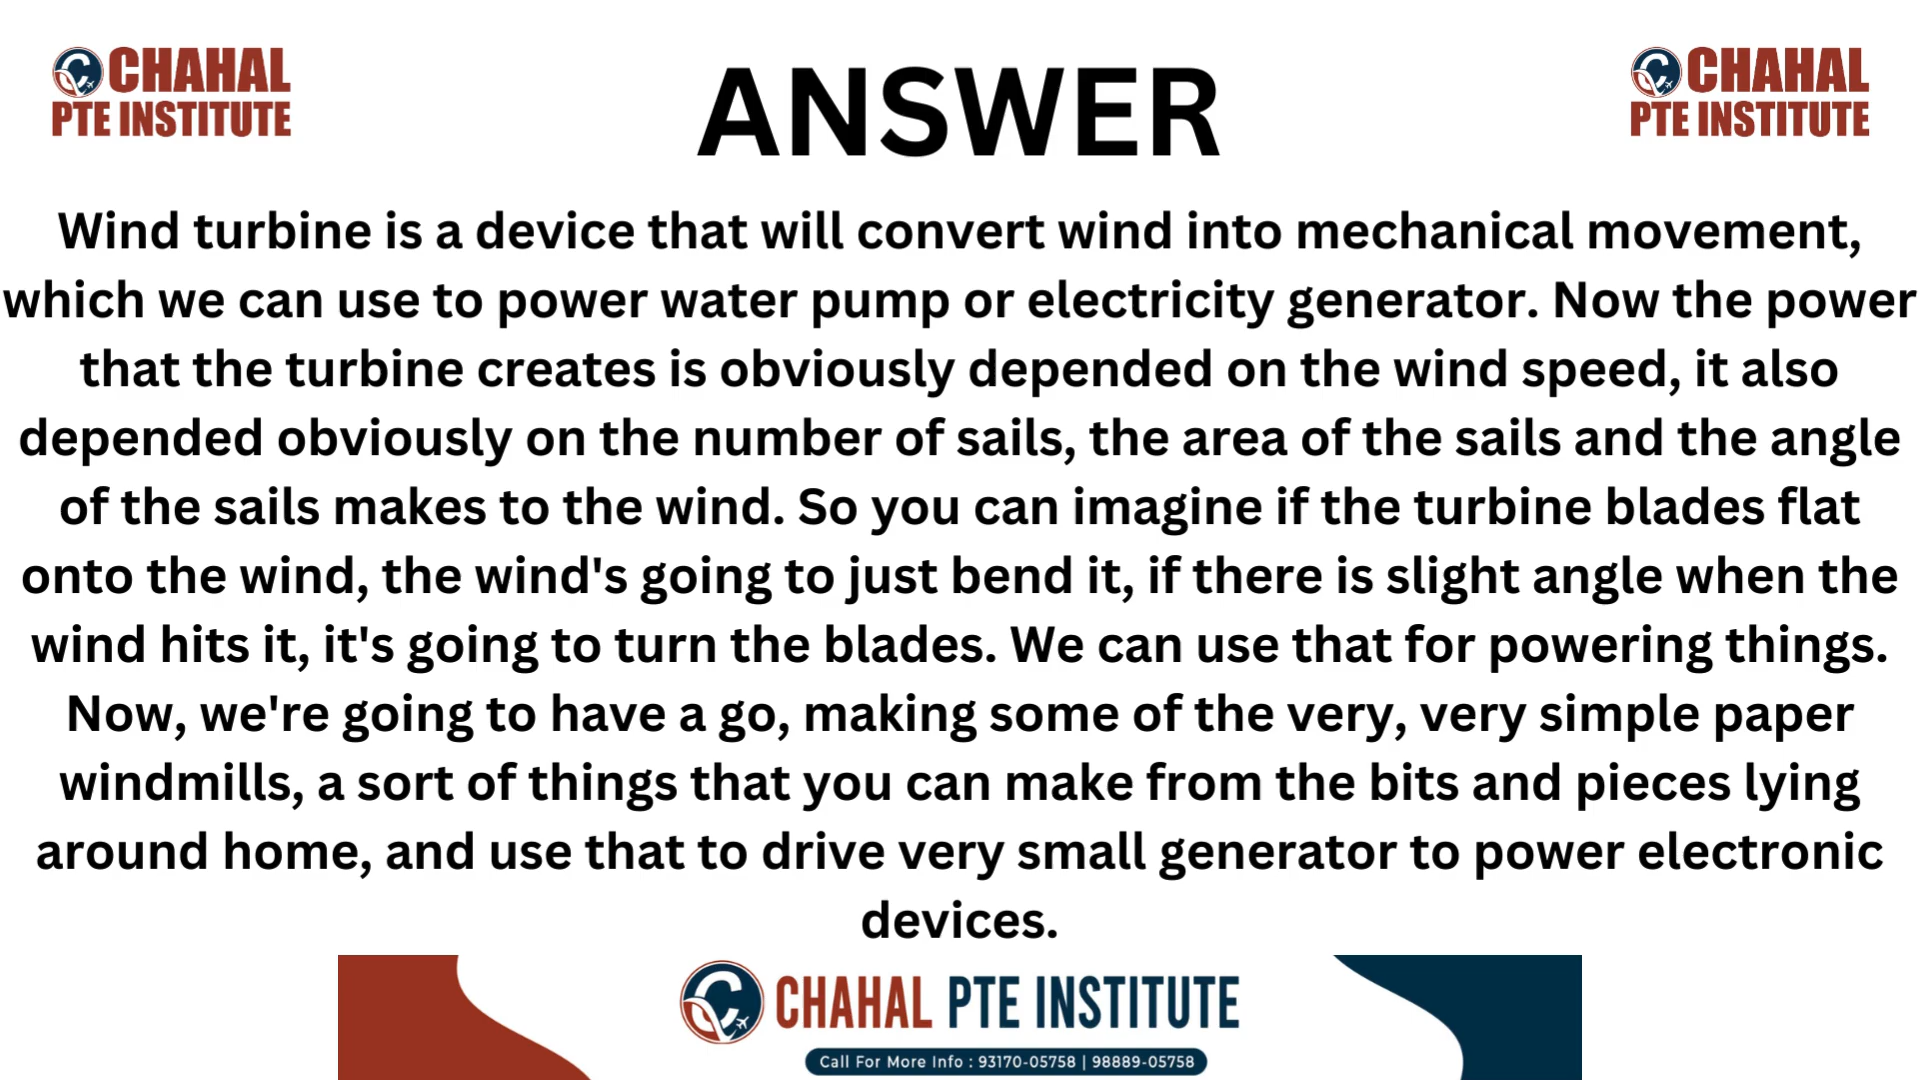 CHAHAL
PTE INSTITUTE
ANSWER
CHAHAL
PTE INSTITUTE
Wind turbine is a device that will convert wind into mechanical movement,
which we can use to power water pump or electricity generator. Now the power
that the turbine creates is obviously depended on the wind speed, it also
depended obviously on the number of sails, the area of the sails and the angle
of the sails makes to the wind. So you can imagine if the turbine blades flat
onto the wind, the wind's going to just bend it, if there is slight angle when the
wind hits it, it's going to turn the blades. We can use that for powering things.
Now, we're going to have a go, making some of the very, very simple paper
windmills, a sort of things that you can make from the bits and pieces lying
around home, and use that to drive very small generator to power electronic
devices.
CHAHAL PTE INSTITUTE
Call For More Info : 93170-05758 | 98889-05758